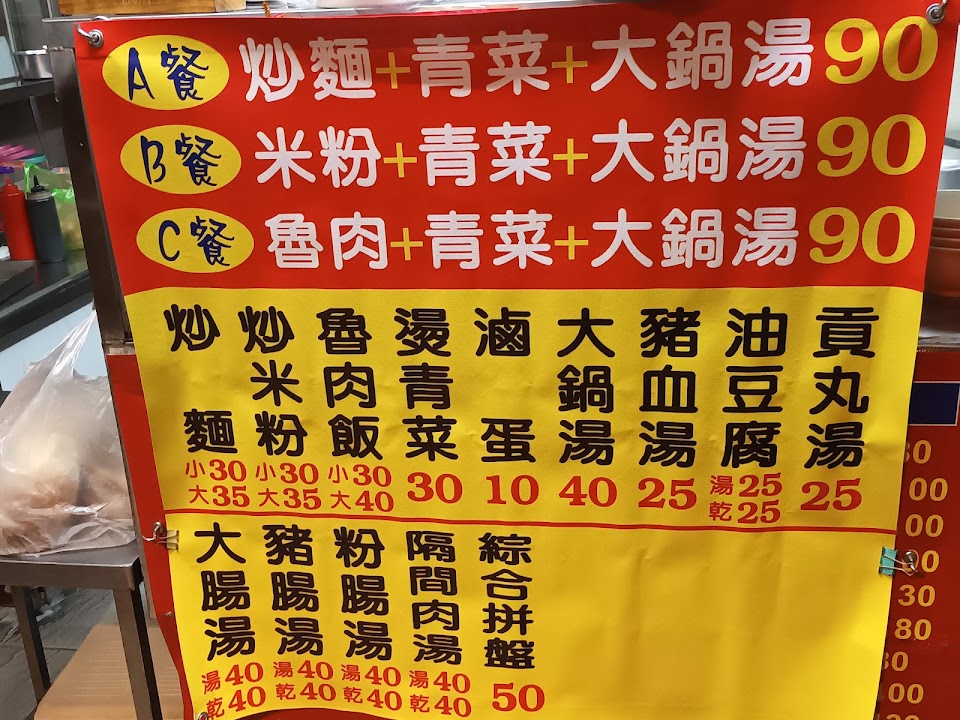 A餐 炒麵+青菜+大鍋湯 90
B餐 米粉+青菜+大鍋湯 90
C餐 魯肉+青菜+大鍋湯 90
炒麵 小30 大35
炒米粉 小30 大35
魯肉飯 小30 大40
燙青菜 30
滷蛋 10
大鍋湯 40
豬血湯 25
油豆腐 湯25 乾25
貢丸湯 25
大腸湯 湯40 乾40
豬腸湯 湯40 乾40
粉腸湯 湯40 乾40
隔間肉湯 湯40 乾40
綜合拼盤 50
30
80